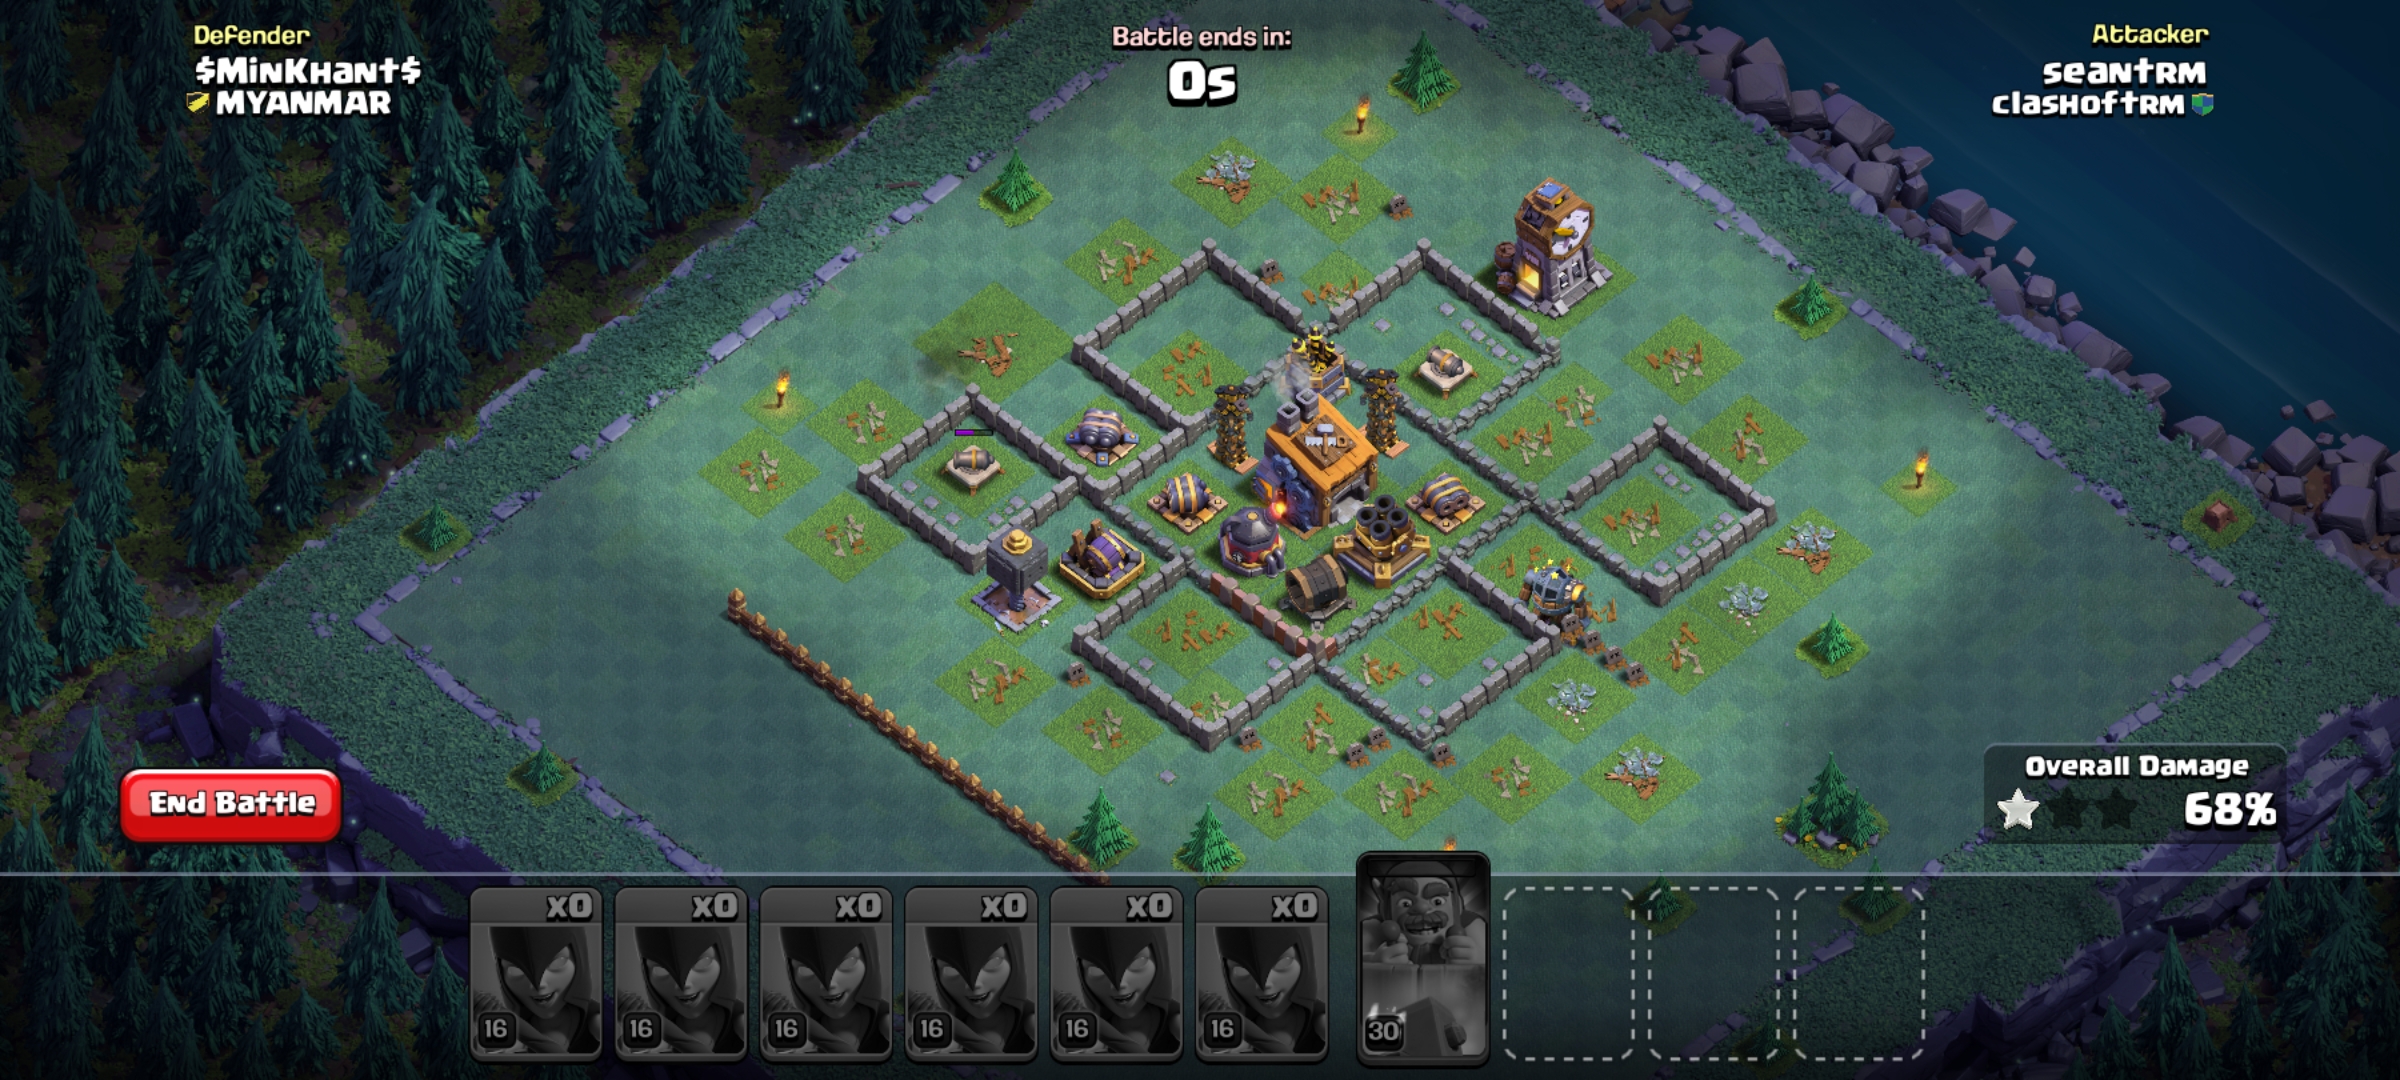 Defender
$MinKhant$
MYANMAR
Battle ends in:
0s
Attacker
seantRM
clashoftRM
End Battle
Overall Damage
68%
x0
x0
x0
x0
x0
x0
16
16
16
16
16
16
30